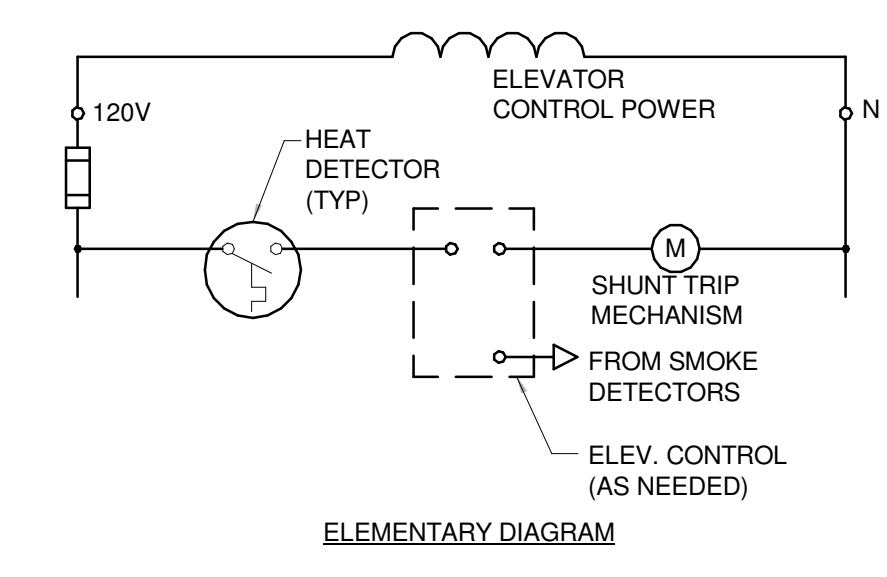 ELEVATOR
CONTROL POWER
120V
N
HEAT
DETECTOR
(TYP)
M
SHUNT TRIP
MECHANISM
FROM SMOKE
DETECTORS
ELEV. CONTROL
(AS NEEDED)
ELEMENTARY DIAGRAM